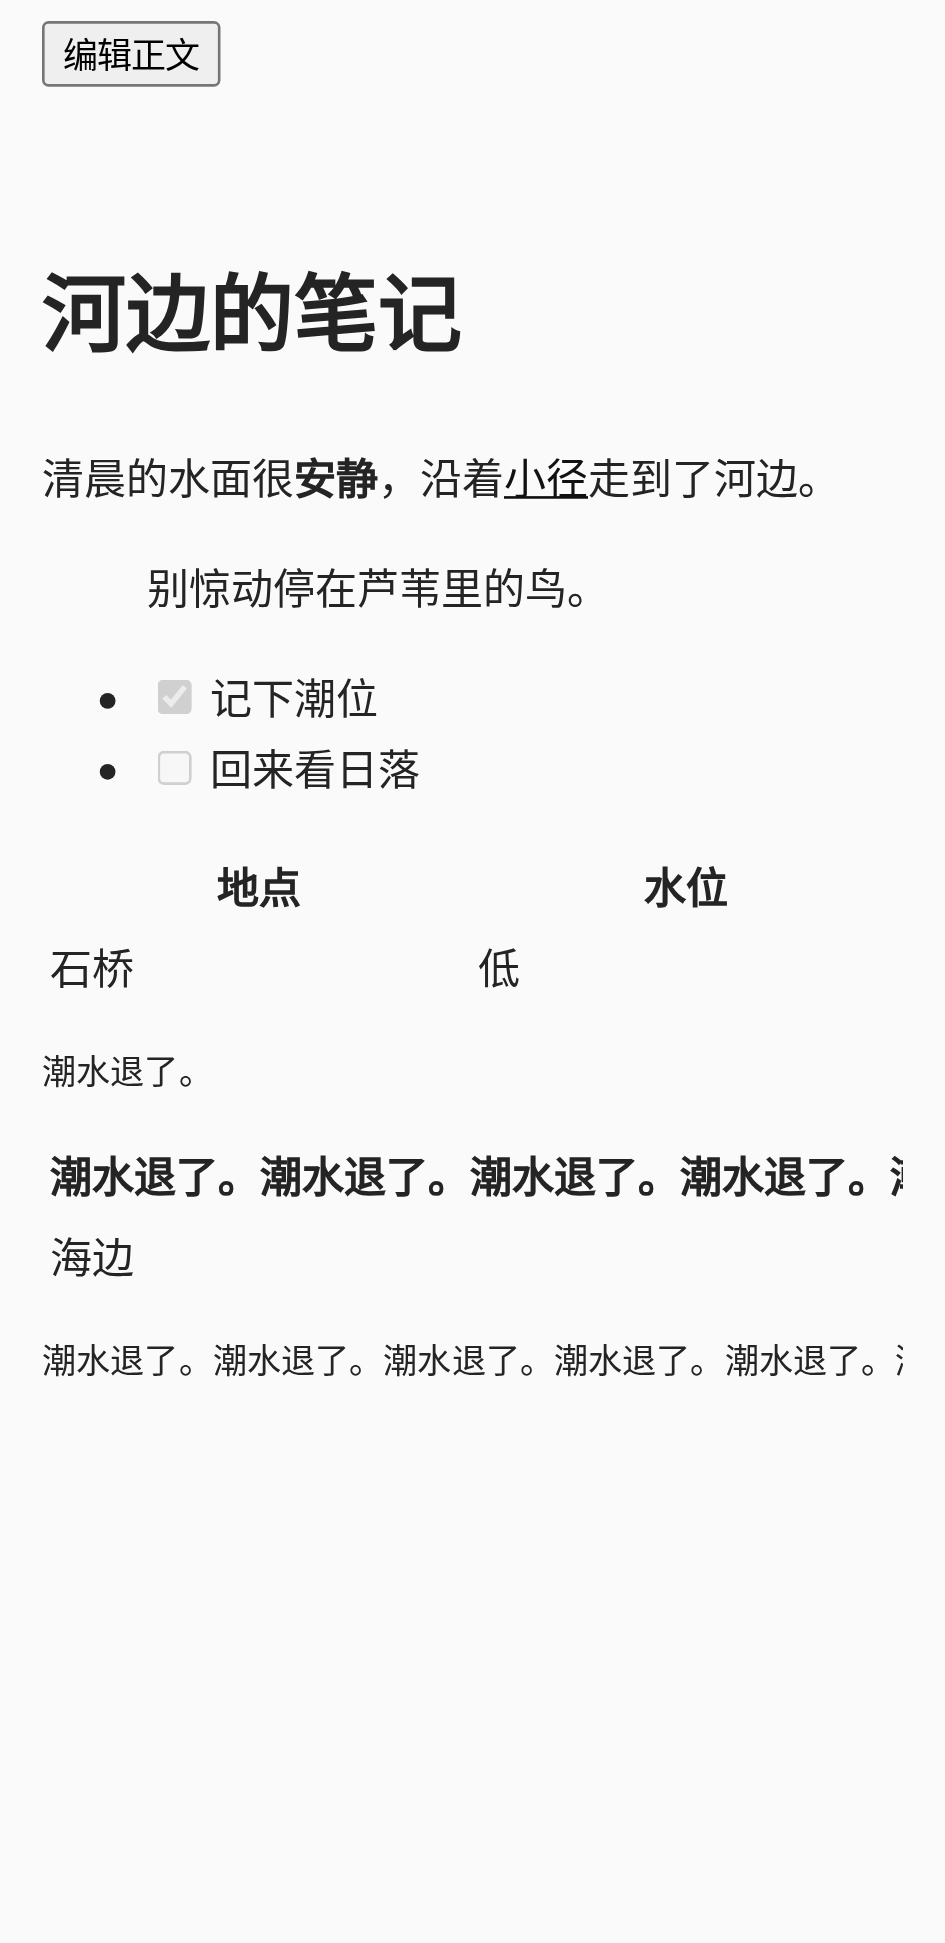 编辑正文
河边的笔记
清晨的水面很安静，沿着小径走到了河边。
别惊动停在芦苇里的鸟。
记下潮位
回来看日落
地点 水位
石桥 低
潮水退了。
潮水退了。潮水退了。潮水退了。潮水退了。
海边
潮水退了。潮水退了。潮水退了。潮水退了。潮水退了。